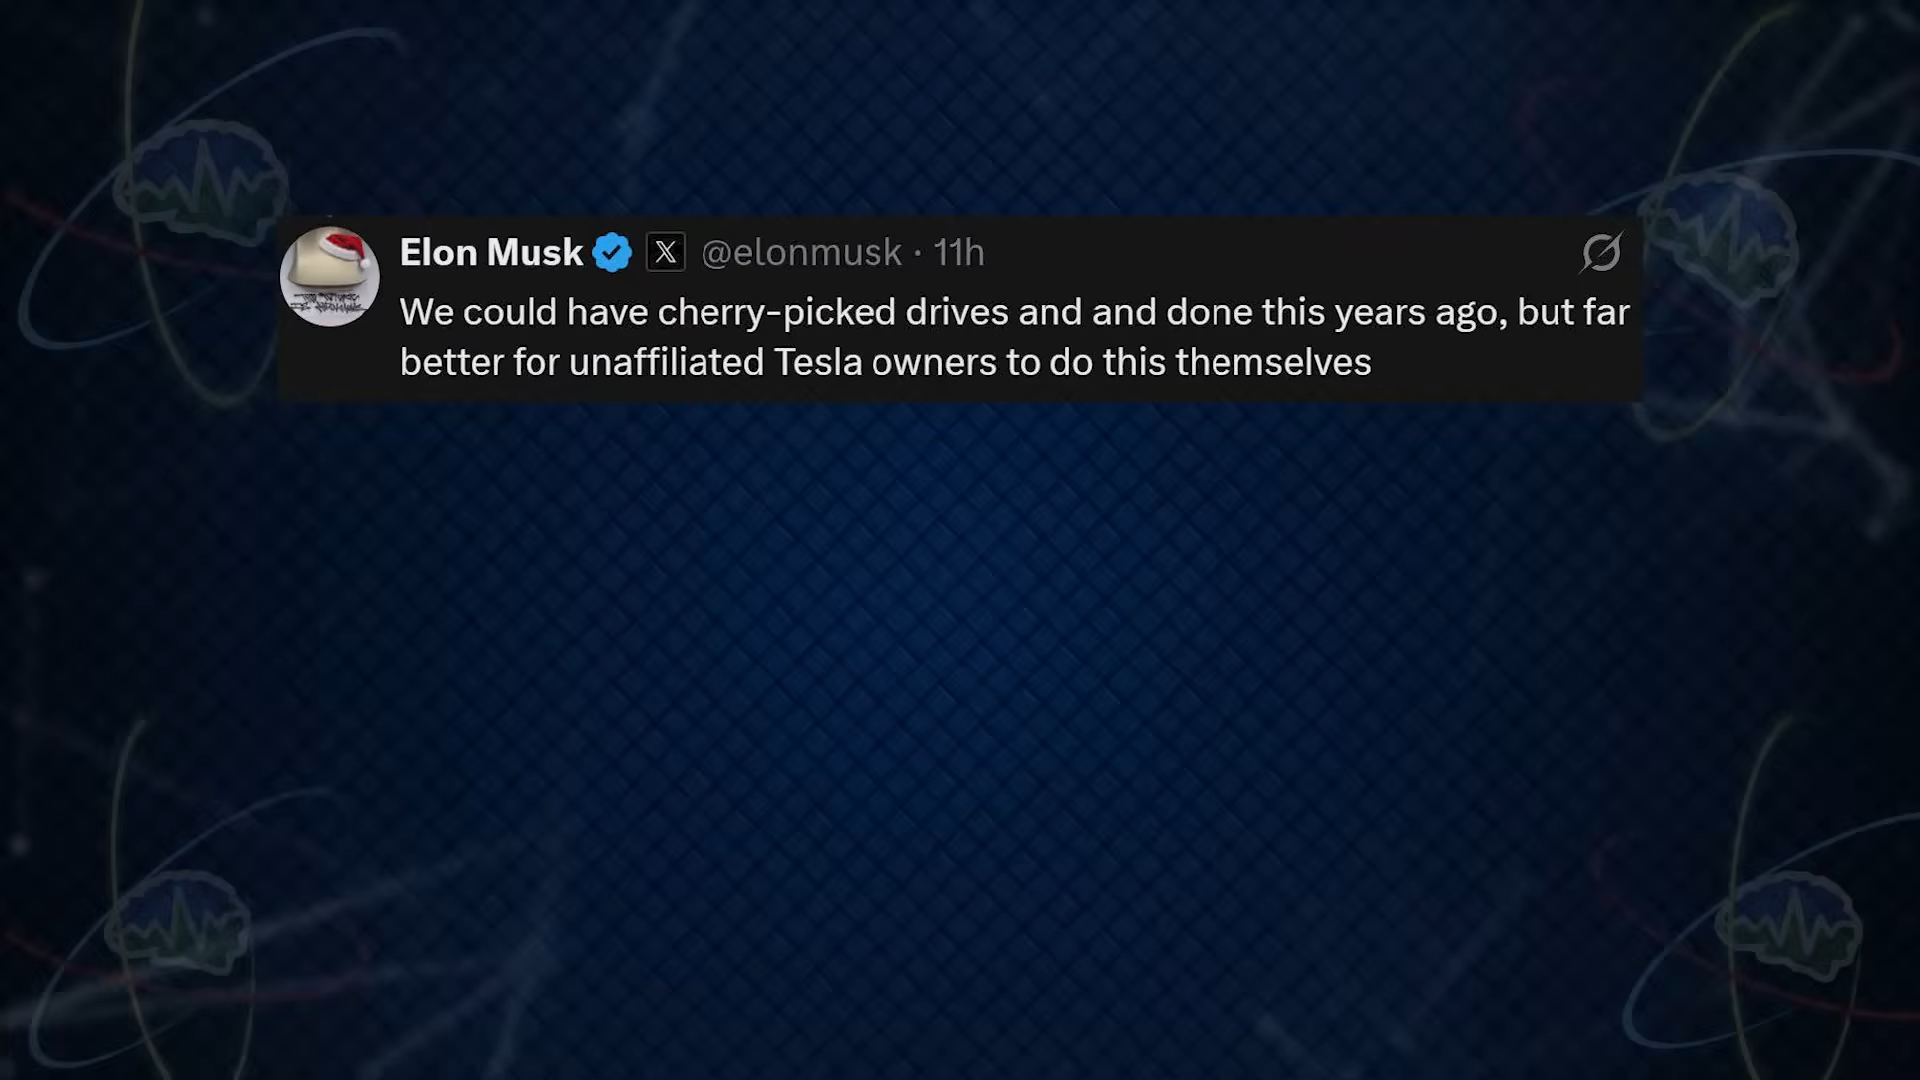 Elon Musk @elonmusk · 11h
We could have cherry-picked drives and and done this years ago, but far
better for unaffiliated Tesla owners to do this themselves